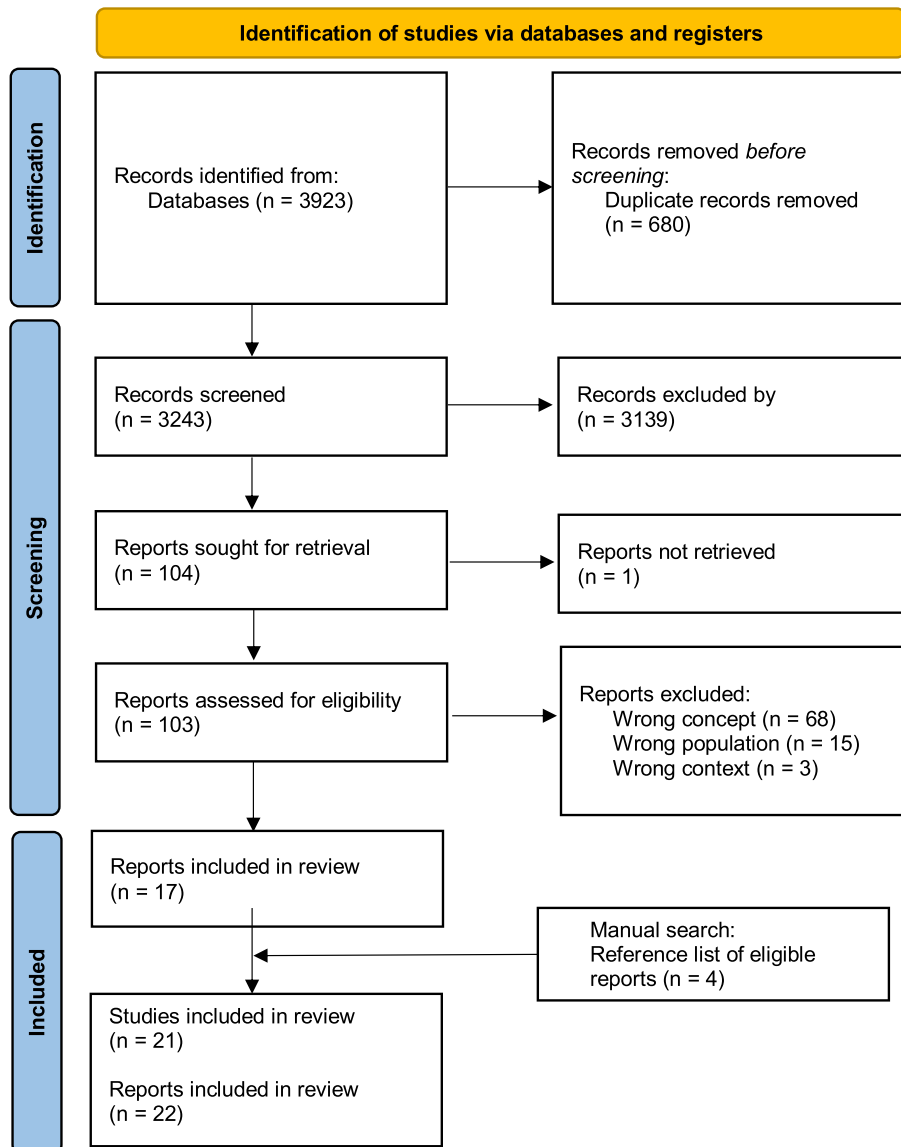 Identification of studies via databases and registers
Identification
Records identified from:
Databases (n = 3923)
Records removed before
screening:
Duplicate records removed
(n = 680)
Screening
Records screened
(n = 3243)
Records excluded by
(n = 3139)
Reports sought for retrieval
(n = 104)
Reports not retrieved
(n = 1)
Reports assessed for eligibility
(n = 103)
Reports excluded:
Wrong concept (n = 68)
Wrong population (n = 15)
Wrong context (n = 3)
Included
Reports included in review
(n = 17)
Manual search:
Reference list of eligible
reports (n = 4)
Studies included in review
(n = 21)
Reports included in review
(n = 22)